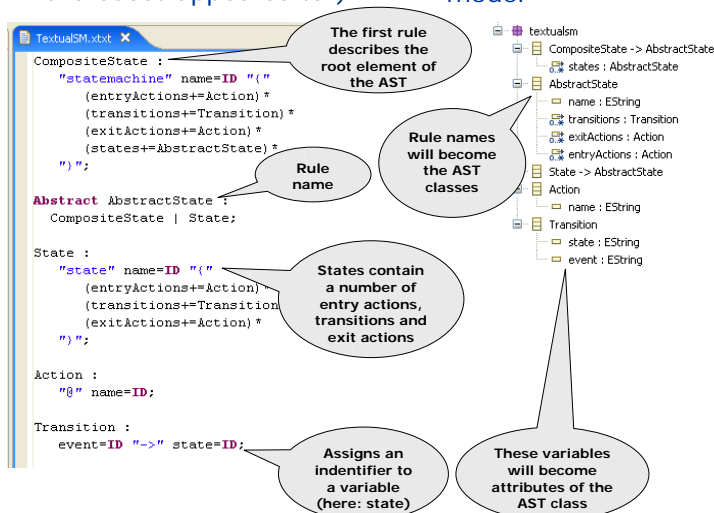 TextualSM.xtxt
CompositeState :
"statemachine" name=ID "{"
(entryActions+=Action)*
(transitions+=Transition)*
(exitActions+=Action)*
(states+=AbstractState)*
"}";
Abstract AbstractState :
CompositeState | State;
State :
"state" name=ID "{"
(entryActions+=Action)*
(transitions+=Transition
(exitActions+=Action)*
"}";
Action :
"@" name=ID;
Transition :
event=ID "->" state=ID;
The first rule
describes the
root element of
the AST
Rule
name
States contain
a number of
entry actions,
transitions and
exit actions
Assigns an
indentifier to
a variable
(here: state)
Rule names
will become
the AST
classes
These variables
will become
attributes of the
AST class
textualsm
CompositeState -> AbstractState
states : AbstractState
AbstractState
name : EString
transitions : Transition
exitActions : Action
entryActions : Action
State -> AbstractState
Action
name : EString
Transition
state : EString
event : EString